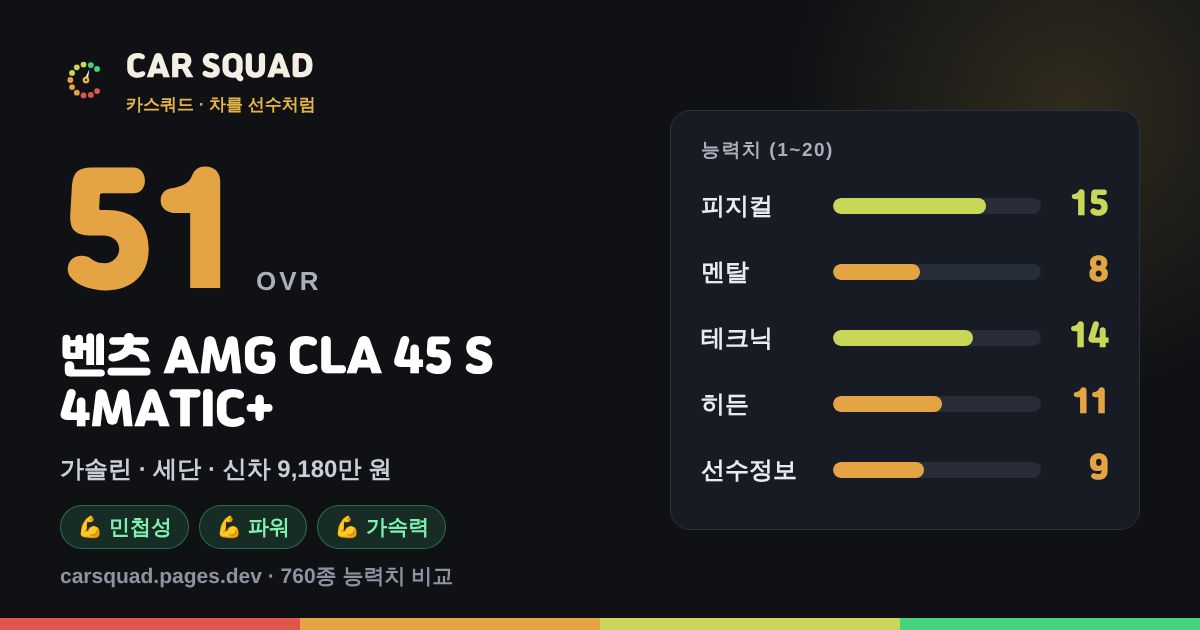 CAR SQUAD
카스쿼드 · 차를 선수처럼
51 OVR
벤츠 AMG CLA 45 S
4MATIC+
가솔린 · 세단 · 신차 9,180만 원
💪 민첩성 💪 파워 💪 가속력
carsquad.pages.dev · 760종 능력치 비교
능력치 (1~20)
피지컬 15
멘탈 8
테크닉 14
히든 11
선수정보 9